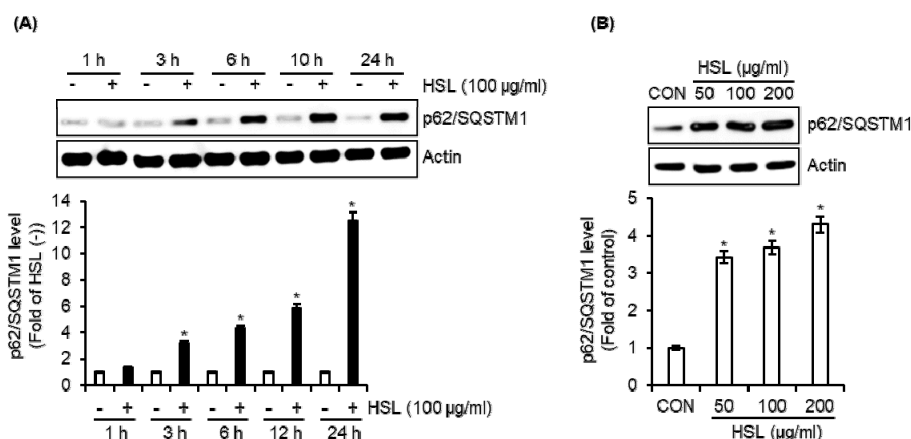 (A)
1 h 3 h 6 h 10 h 24 h
- + - + - + - + - + HSL (100 μg/ml)
p62/SQSTM1
Actin
p62/SQSTM1 level
(Fold of HSL (-))
14
12
10
8
6
4
2
0
* * * *
- + - + - + - + - + HSL (100 μg/ml)
1 h 3 h 6 h 12 h 24 h
(B)
HSL (μg/ml)
CON 50 100 200
p62/SQSTM1
Actin
p62/SQSTM1 level
(Fold of control)
5
4
3
2
1
0
* * *
CON 50 100 200
HSL (μg/ml)